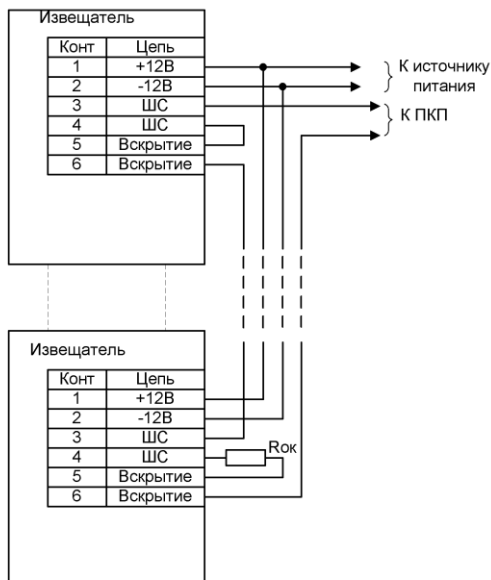 Извещатель
Конт Цепь
1 +12В
2 -12В
3 ШС
4 ШС
5 Вскрытие
6 Вскрытие
К источнику
питания
К ПКП
Извещатель
Конт Цепь
1 +12В
2 -12В
3 ШС
4 ШС
5 Вскрытие
6 Вскрытие
Rок